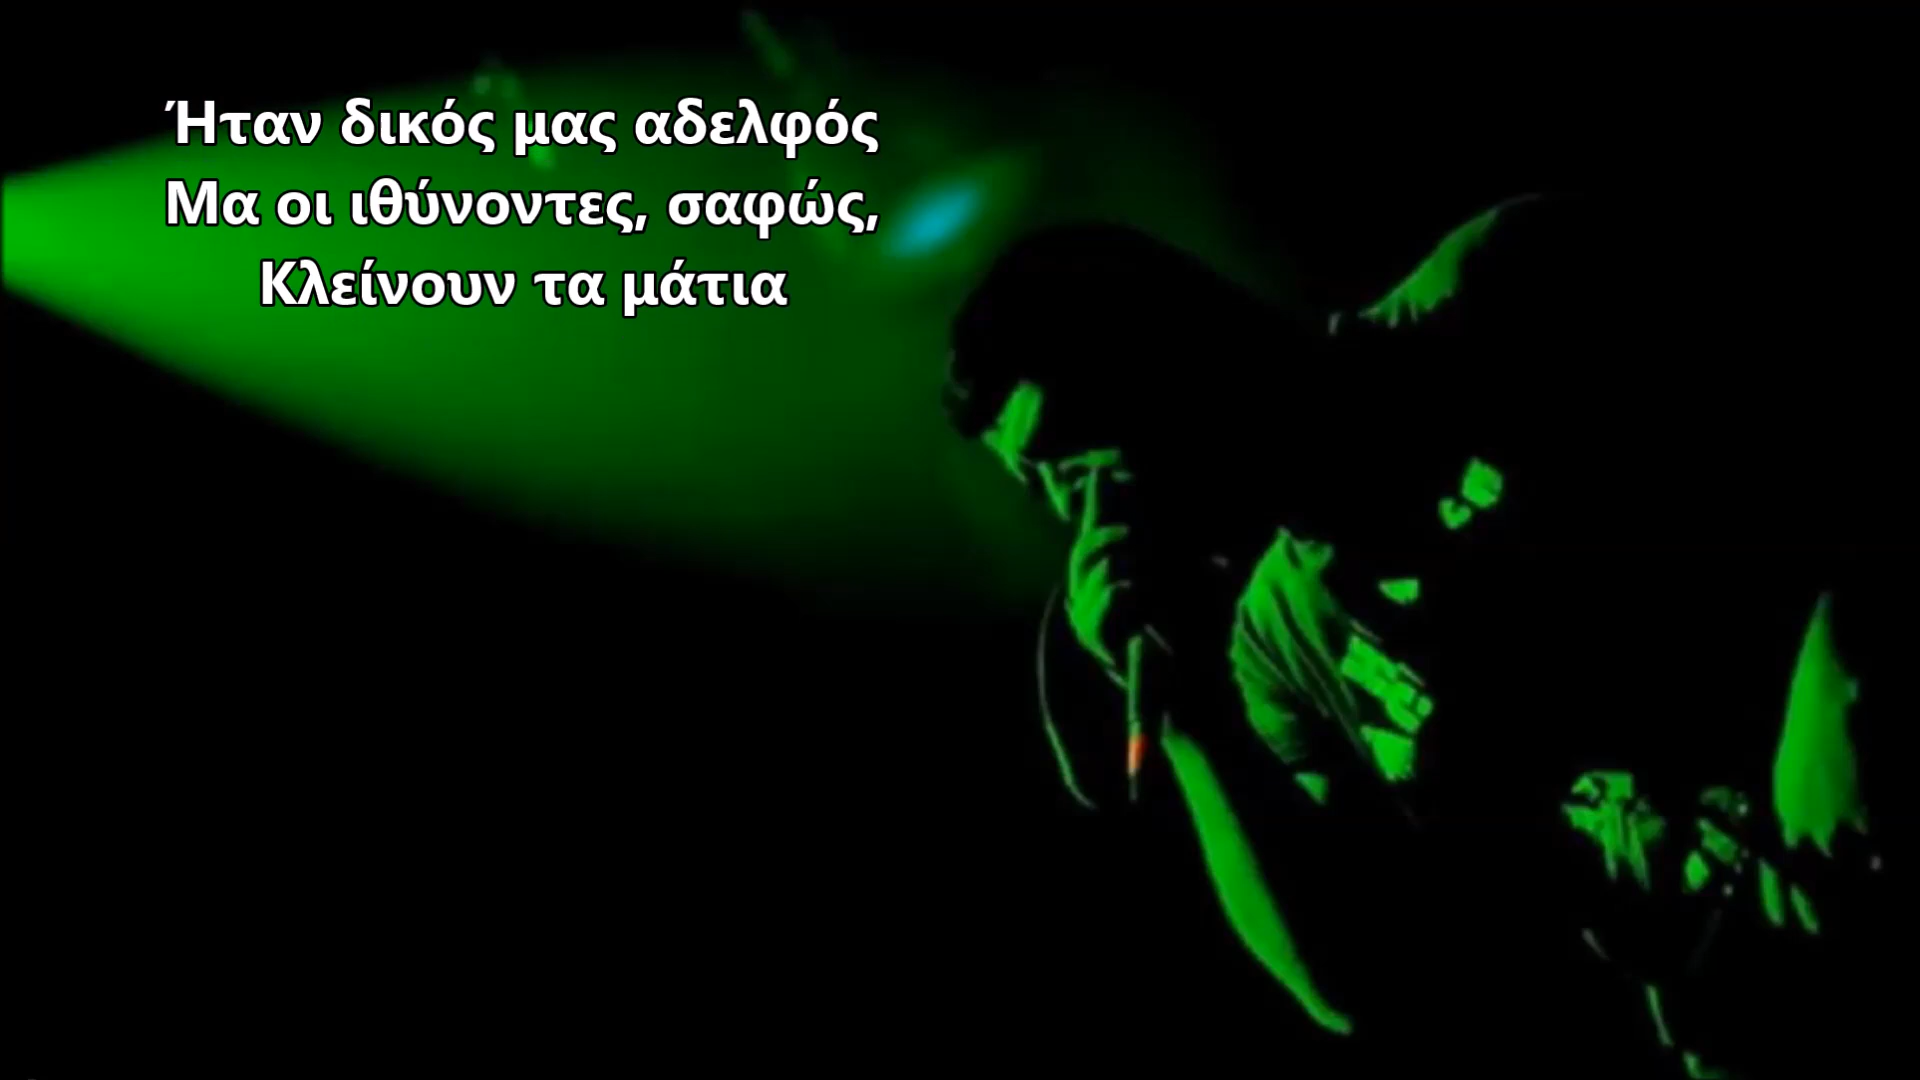 Ήταν δικός μας αδελφός
Μα οι ιθύνοντες, σαφώς,
Κλείνουν τα μάτια